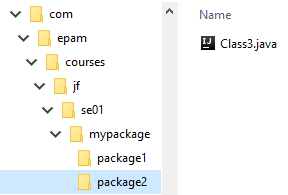 com
epam
courses
jf
se01
mypackage
package1
package2
Name
Class3.java